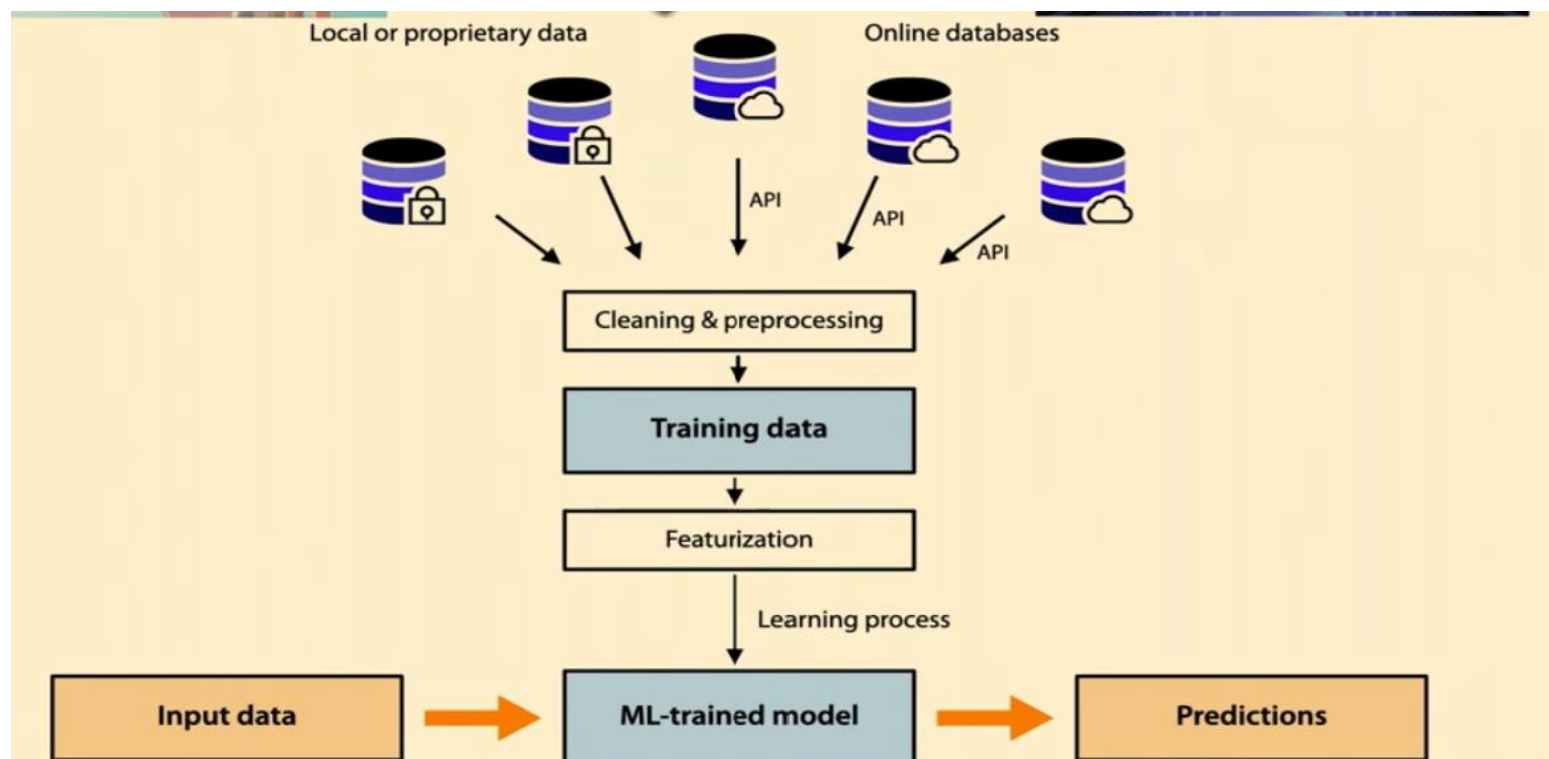 Local or proprietary data
Online databases
API
API
API
Cleaning & preprocessing
Training data
Featurization
Learning process
Input data
ML-trained model
Predictions